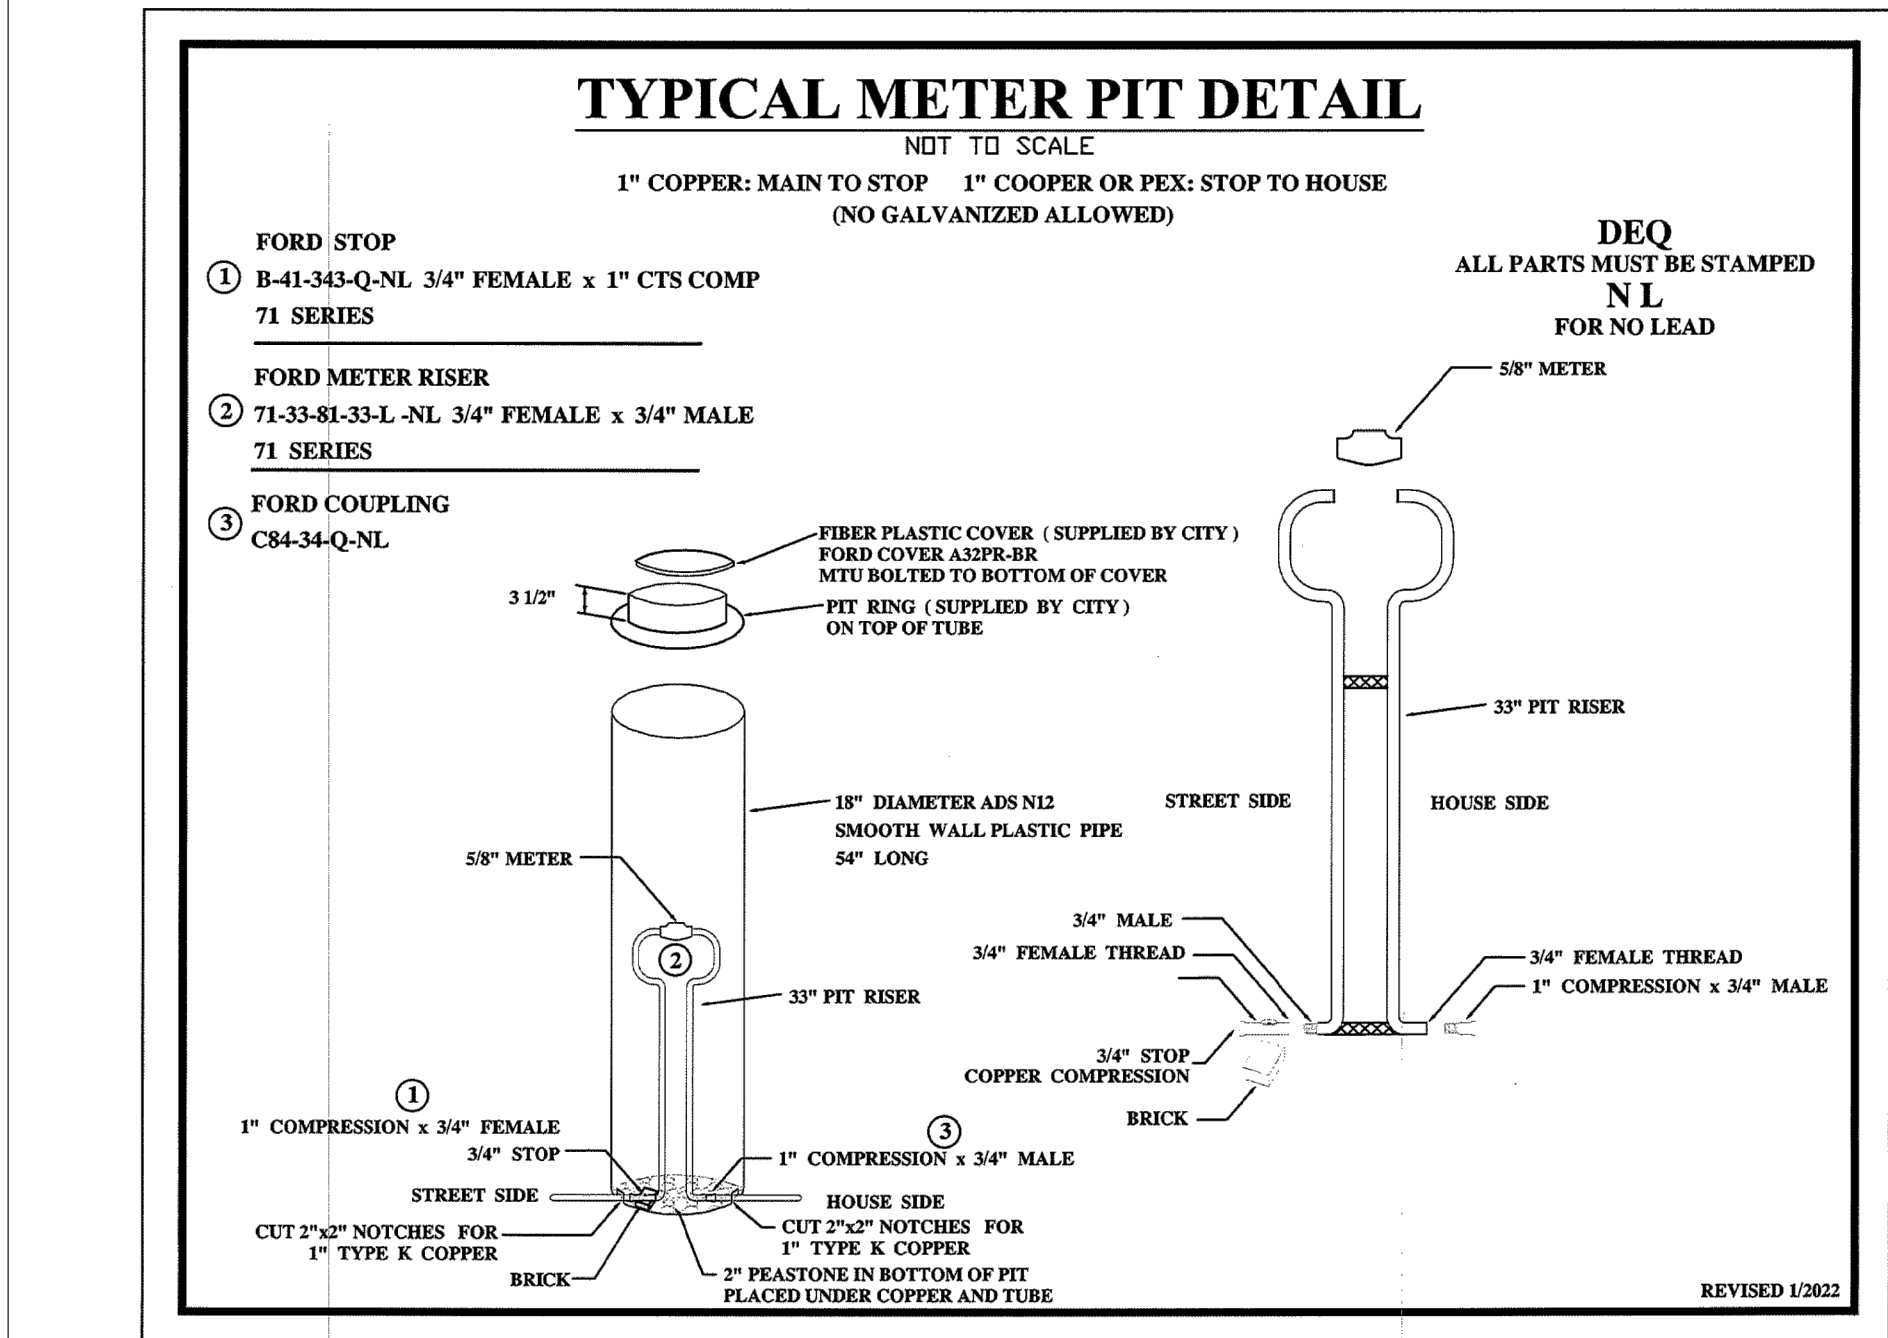 TYPICAL METER PIT DETAIL
NOT TO SCALE
1" COPPER: MAIN TO STOP 1" COOPER OR PEX: STOP TO HOUSE
(NO GALVANIZED ALLOWED)
FORD STOP
1 B-41-343-Q-NL 3/4" FEMALE x 1" CTS COMP
71 SERIES
FORD METER RISER
2 71-33-81-33-L -NL 3/4" FEMALE x 3/4" MALE
71 SERIES
FORD COUPLING
3 C84-34-Q-NL
DEQ
ALL PARTS MUST BE STAMPED
N L
FOR NO LEAD
5/8" METER
FIBER PLASTIC COVER ( SUPPLIED BY CITY )
FORD COVER A32PR-BR
MTU BOLTED TO BOTTOM OF COVER
3 1/2"
PIT RING ( SUPPLIED BY CITY )
ON TOP OF TUBE
18" DIAMETER ADS N12
SMOOTH WALL PLASTIC PIPE
54" LONG
5/8" METER
2
33" PIT RISER
1
1" COMPRESSION x 3/4" FEMALE
3/4" STOP
STREET SIDE
CUT 2"x2" NOTCHES FOR
1" TYPE K COPPER
BRICK
3
1" COMPRESSION x 3/4" MALE
HOUSE SIDE
CUT 2"x2" NOTCHES FOR
1" TYPE K COPPER
2" PEASTONE IN BOTTOM OF PIT
PLACED UNDER COPPER AND TUBE
33" PIT RISER
STREET SIDE
HOUSE SIDE
3/4" MALE
3/4" FEMALE THREAD
3/4" STOP
COPPER COMPRESSION
BRICK
3/4" FEMALE THREAD
1" COMPRESSION x 3/4" MALE
REVISED 1/2022